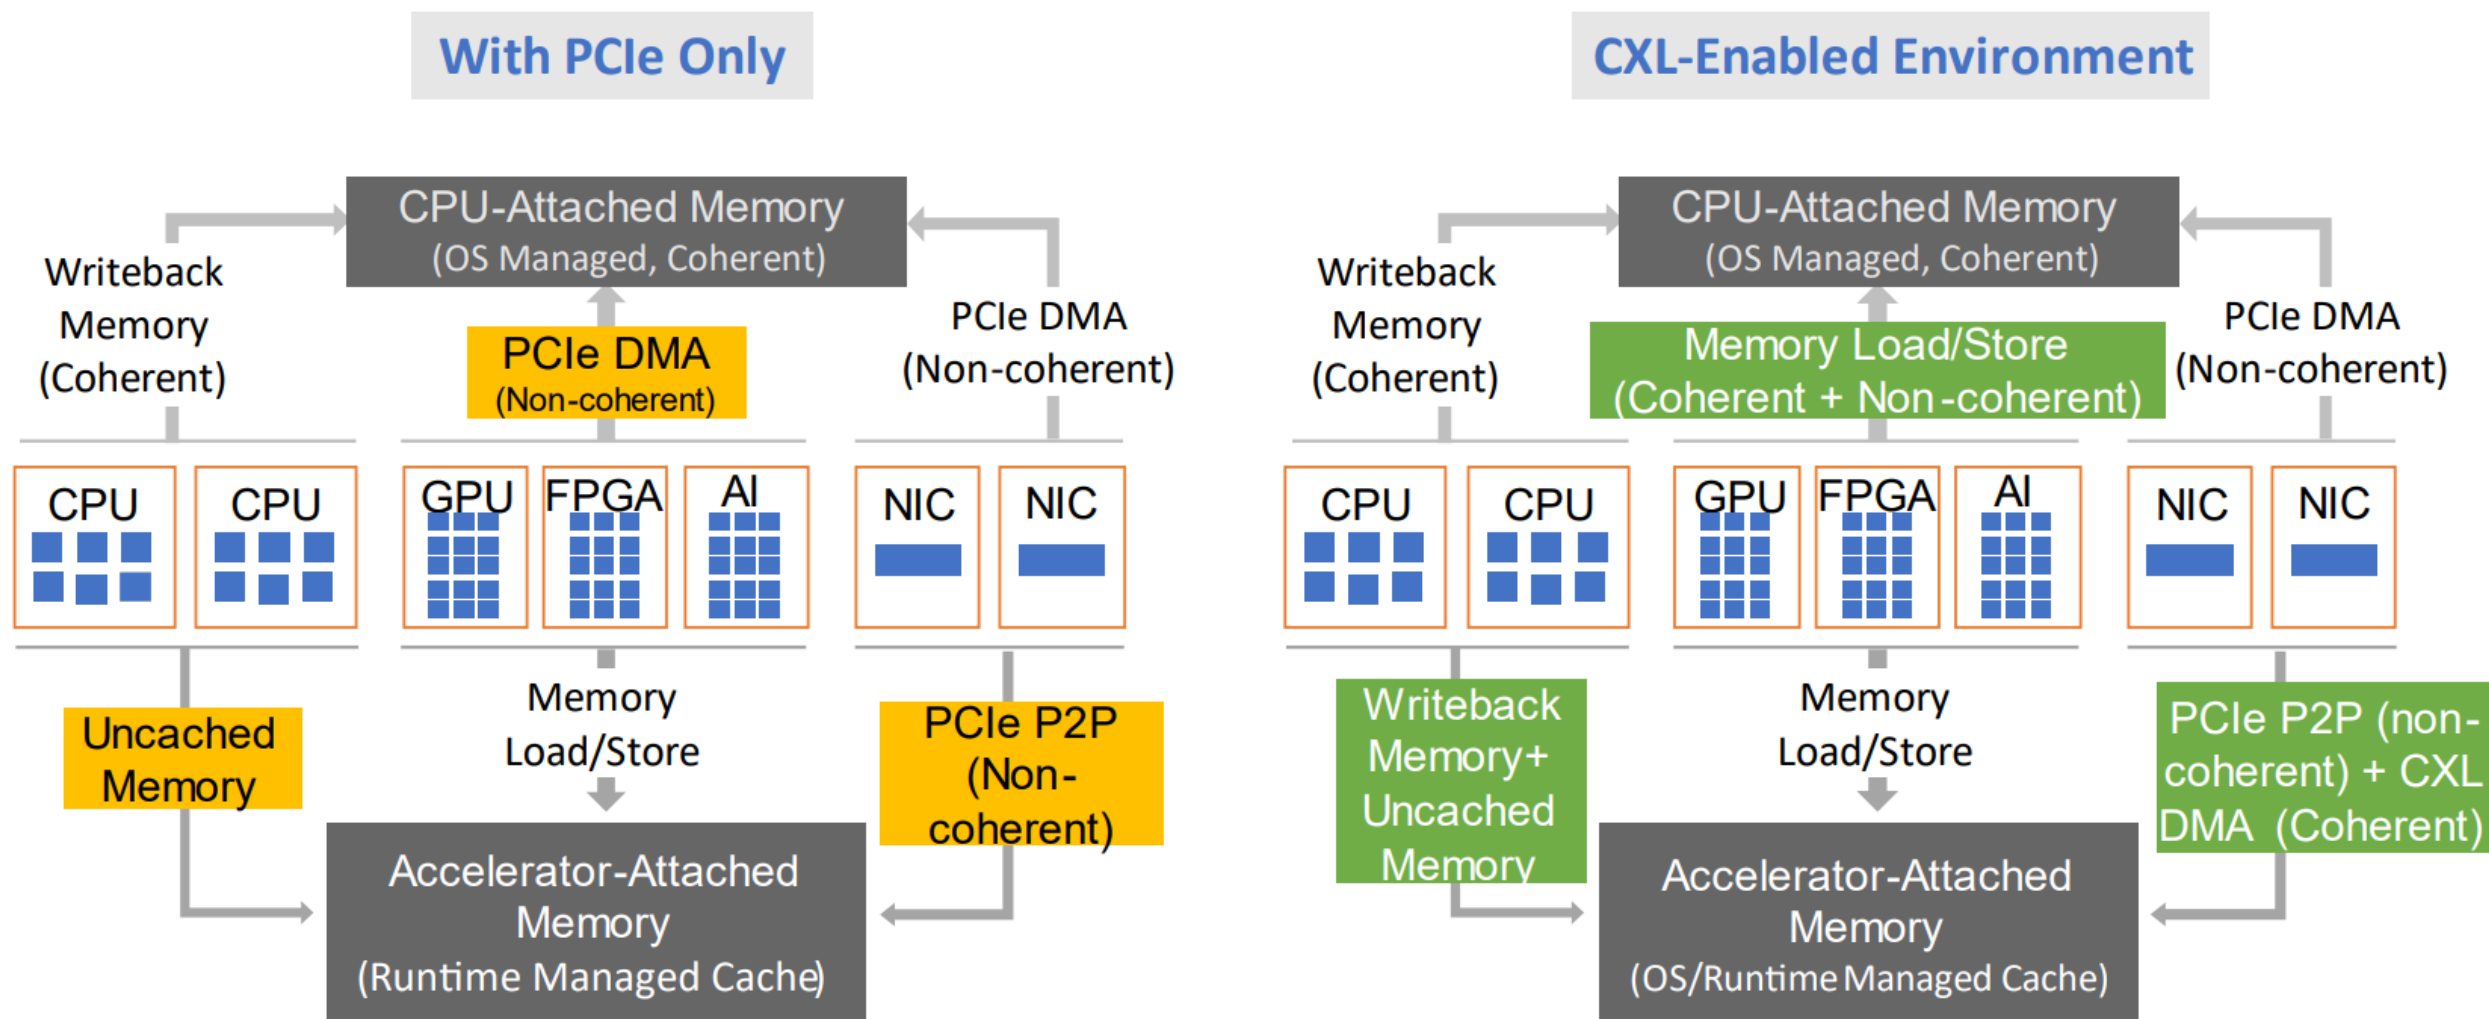 With PCIe Only
CPU-Attached Memory
(OS Managed, Coherent)
Writeback
Memory
(Coherent)
PCIe DMA
(Non-coherent)
PCIe DMA
(Non-coherent)
CPU
CPU
GPU
FPGA
AI
NIC
NIC
Uncached
Memory
Memory
Load/Store
PCIe P2P
(Non-
coherent)
Accelerator-Attached
Memory
(Runtime Managed Cache)
CXL-Enabled Environment
CPU-Attached Memory
(OS Managed, Coherent)
Writeback
Memory
(Coherent)
Memory Load/Store
(Coherent + Non-coherent)
PCIe DMA
(Non-coherent)
CPU
CPU
GPU
FPGA
AI
NIC
NIC
Writeback
Memory+
Uncached
Memory
Memory
Load/Store
PCIe P2P (non-
coherent) + CXL
DMA (Coherent)
Accelerator-Attached
Memory
(OS/Runtime Managed Cache)